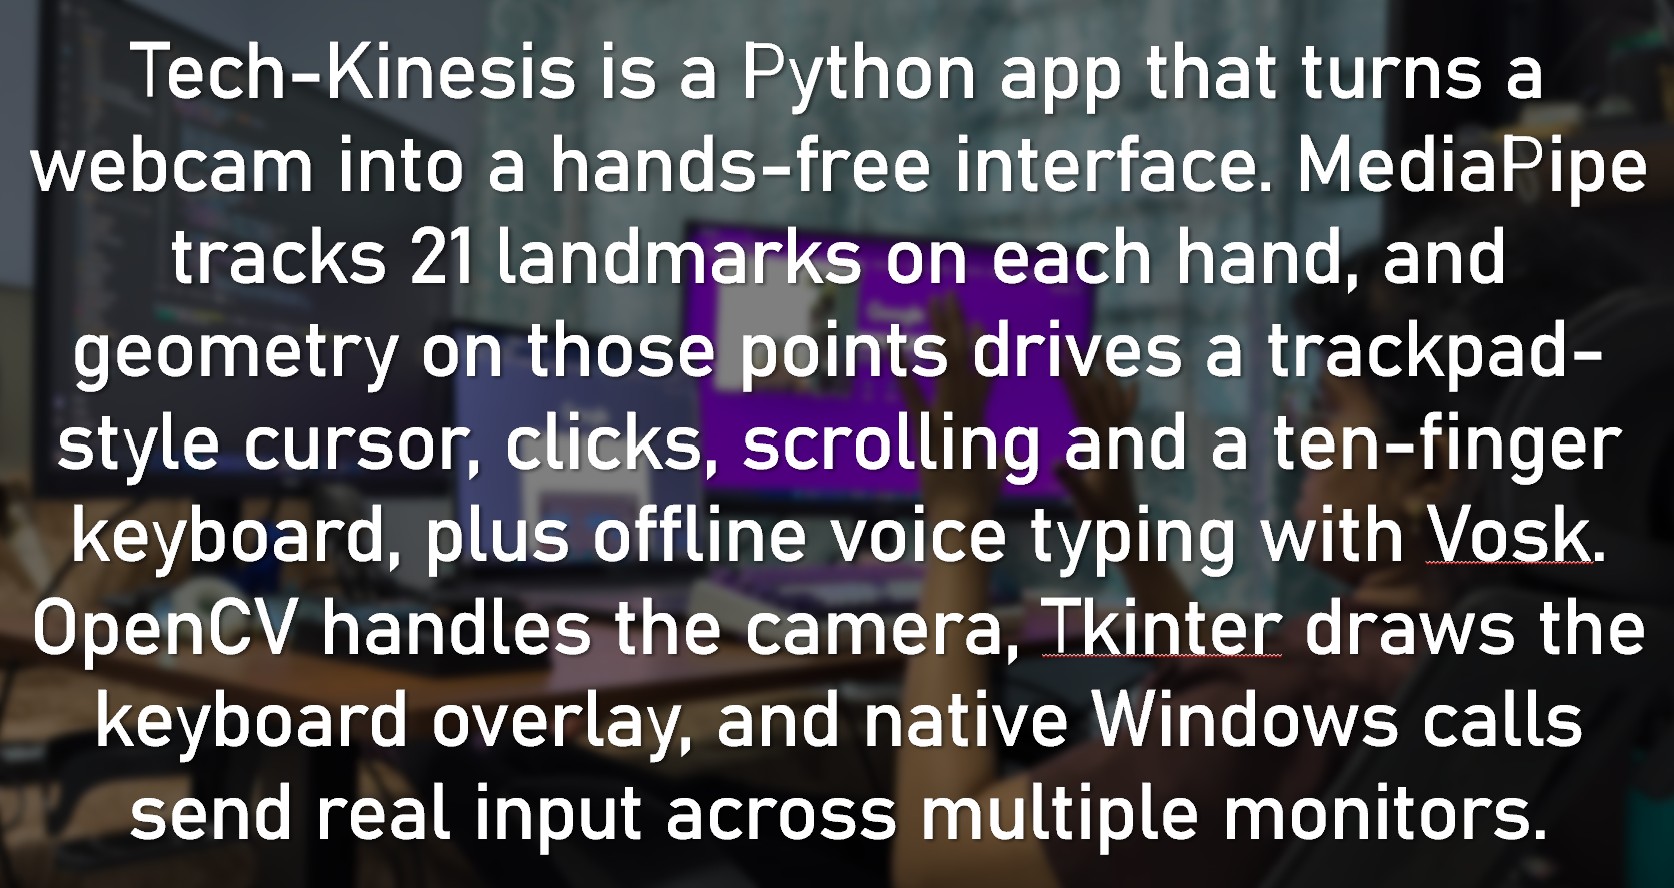 Tech-Kinesis is a Python app that turns a
webcam into a hands-free interface. MediaPipe
tracks 21 landmarks on each hand, and
geometry on those points drives a trackpad-
style cursor, clicks, scrolling and a ten-finger
keyboard, plus offline voice typing with Vosk.
OpenCV handles the camera, Tkinter draws the
keyboard overlay, and native Windows calls
send real input across multiple monitors.